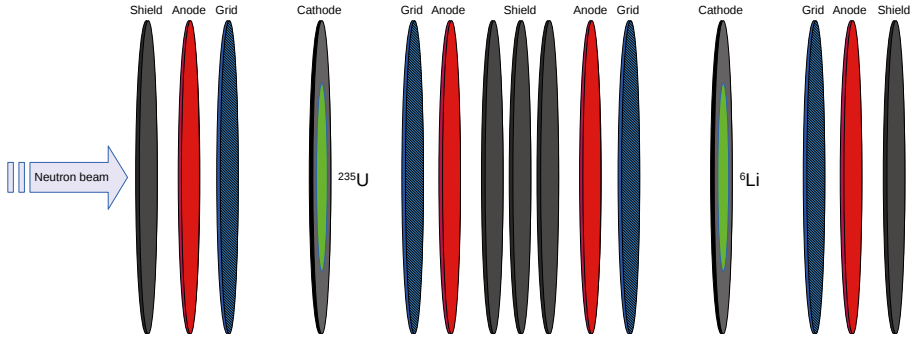 Shield Anode Grid Cathode Grid Anode Shield Anode Grid Cathode Grid Anode Shield
Neutron beam
²³⁵U
⁶Li